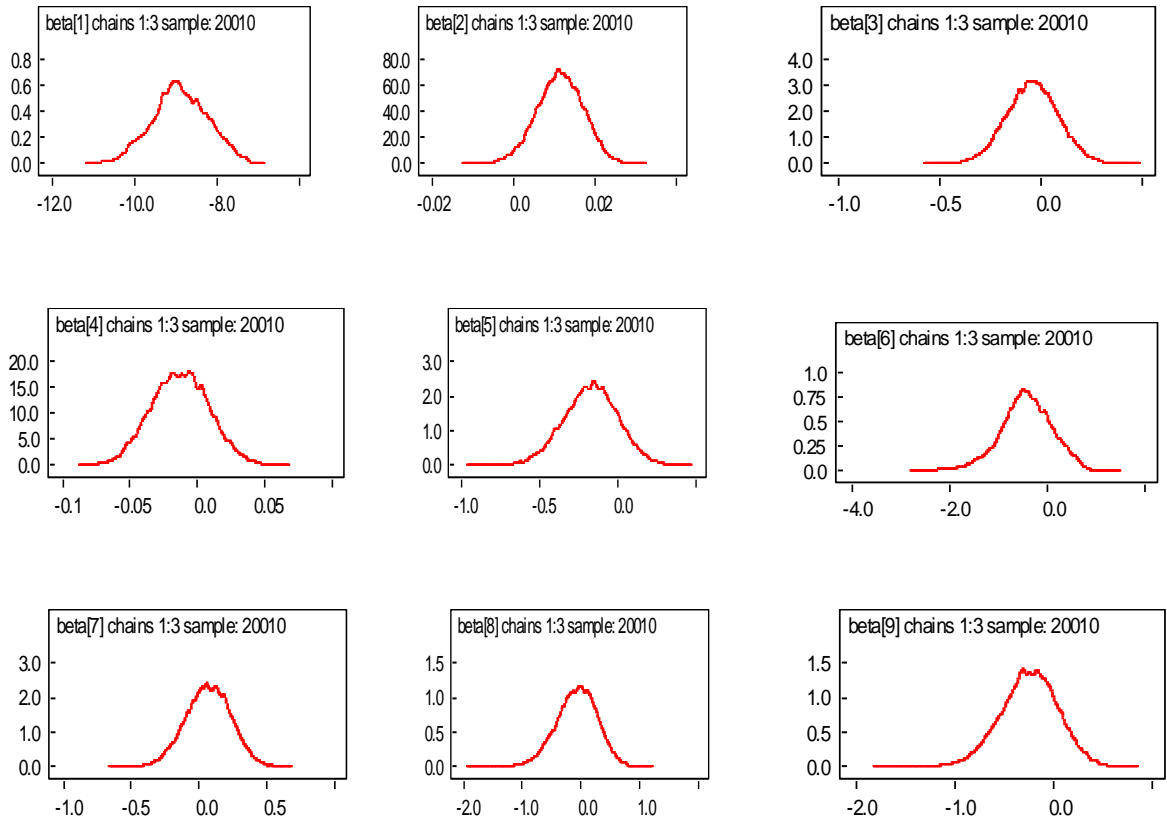 beta[1] chains 1:3 sample: 20010
0.8
0.6
0.4
0.2
0.0
-12.0 -10.0 -8.0
beta[2] chains 1:3 sample: 20010
80.0
60.0
40.0
20.0
0.0
-0.02 0.0 0.02
beta[3] chains 1:3 sample: 20010
4.0
3.0
2.0
1.0
0.0
-1.0 -0.5 0.0
beta[4] chains 1:3 sample: 20010
20.0
15.0
10.0
5.0
0.0
-0.1 -0.05 0.0 0.05
beta[5] chains 1:3 sample: 20010
3.0
2.0
1.0
0.0
-1.0 -0.5 0.0
beta[6] chains 1:3 sample: 20010
1.0
0.75
0.5
0.25
0.0
-4.0 -2.0 0.0
beta[7] chains 1:3 sample: 20010
3.0
2.0
1.0
0.0
-1.0 -0.5 0.0 0.5
beta[8] chains 1:3 sample: 20010
1.5
1.0
0.5
0.0
-2.0 -1.0 0.0 1.0
beta[9] chains 1:3 sample: 20010
1.5
1.0
0.5
0.0
-2.0 -1.0 0.0